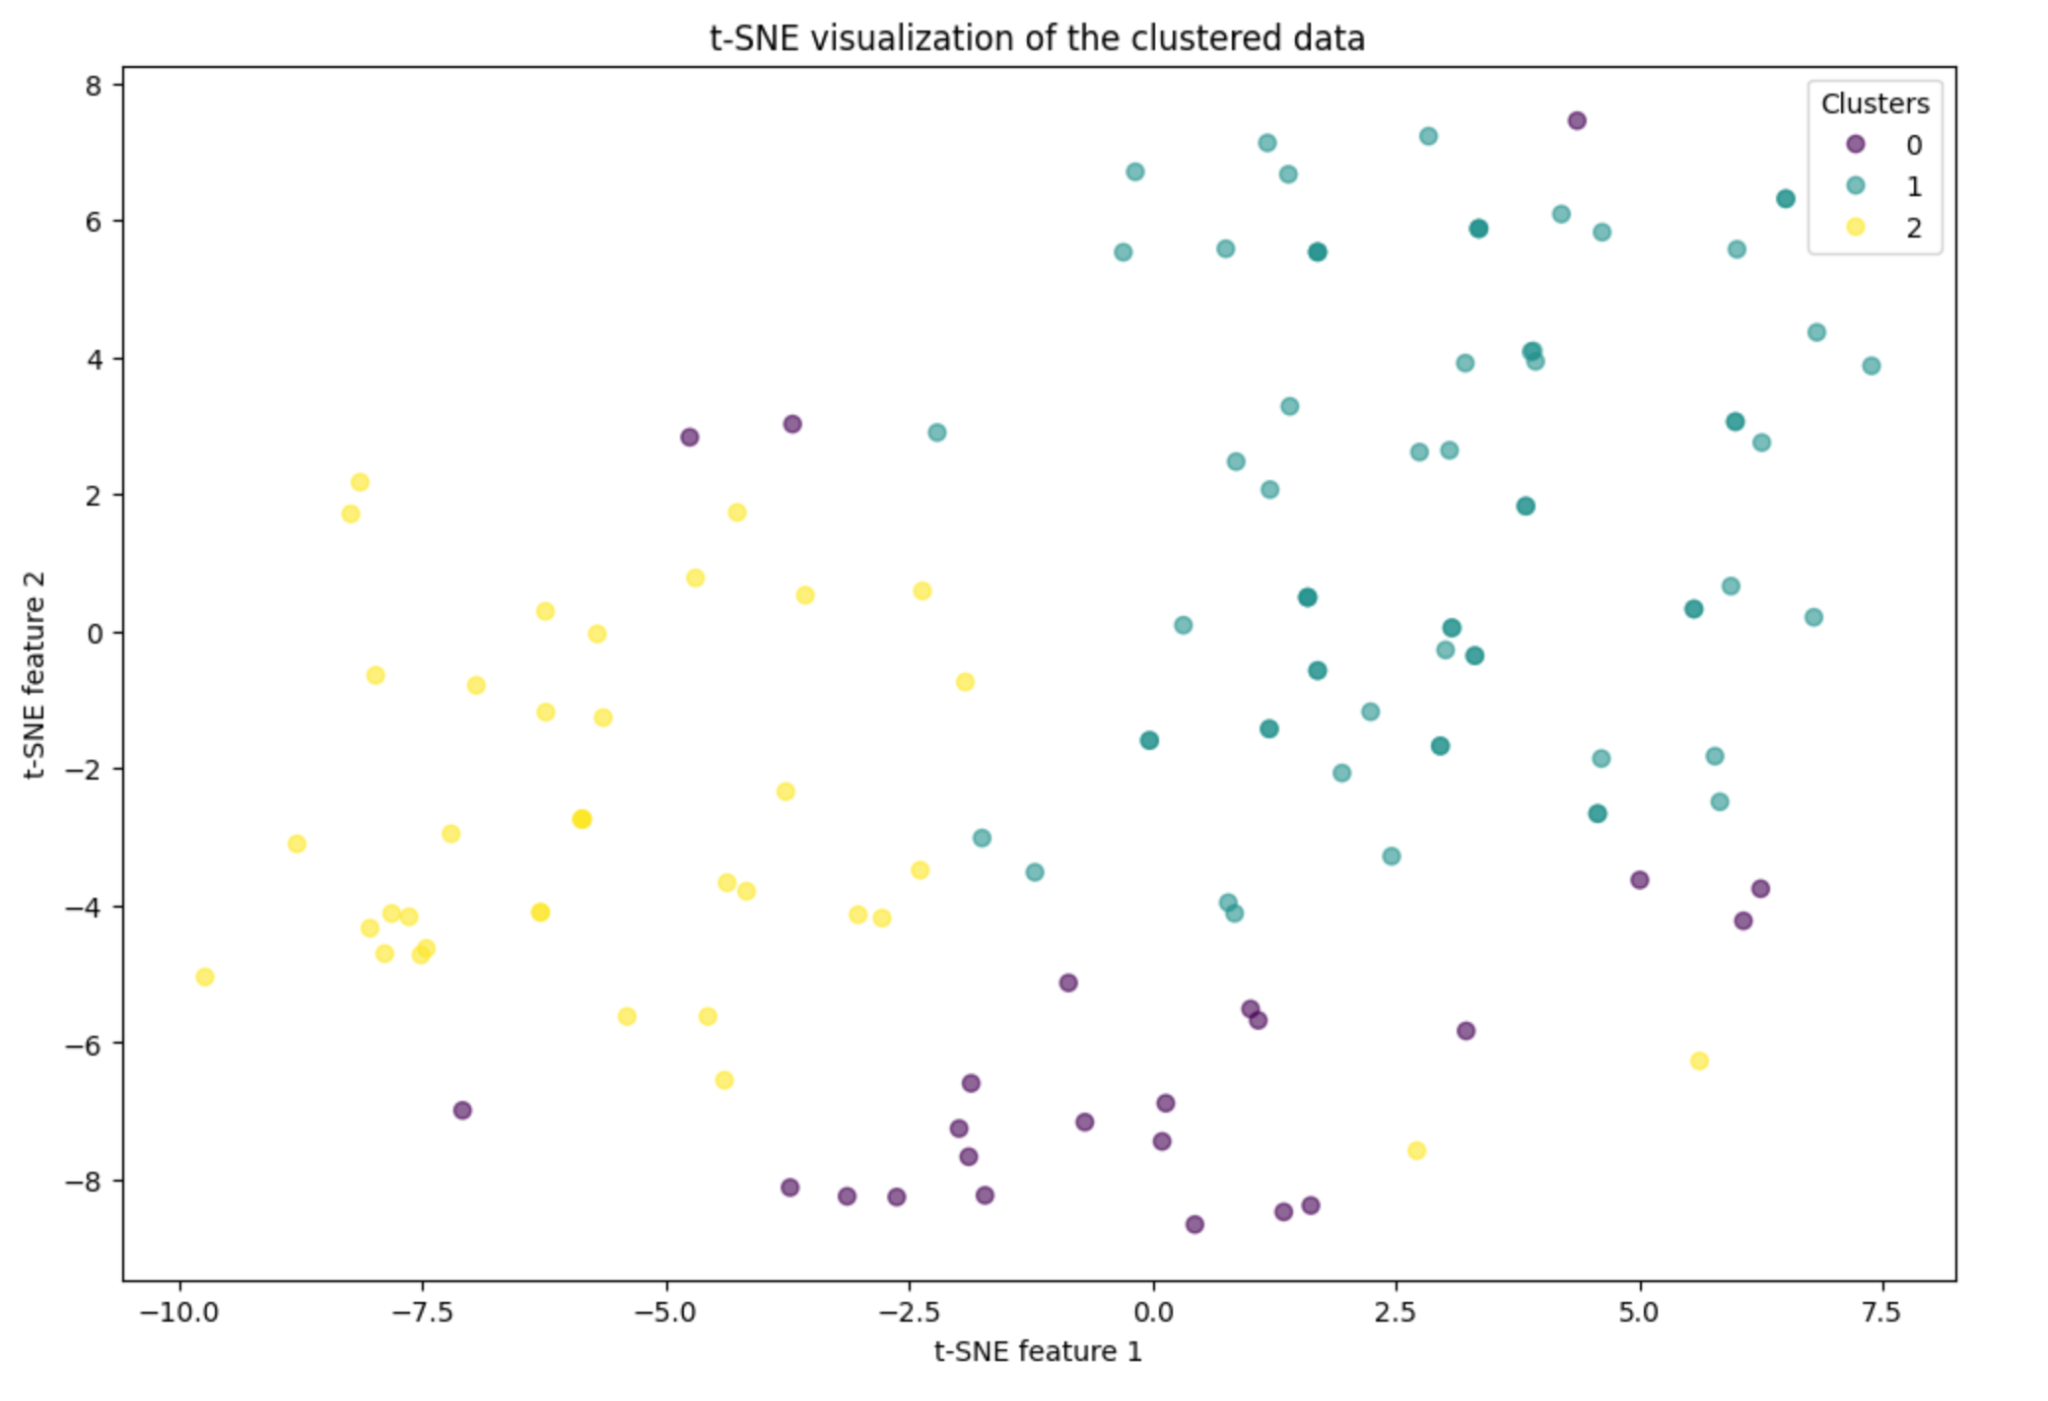 t-SNE visualization of the clustered data
Clusters
0
1
2
8
6
4
2
0
−2
−4
−6
−8
t-SNE feature 2
−10.0 −7.5 −5.0 −2.5 0.0 2.5 5.0 7.5
t-SNE feature 1